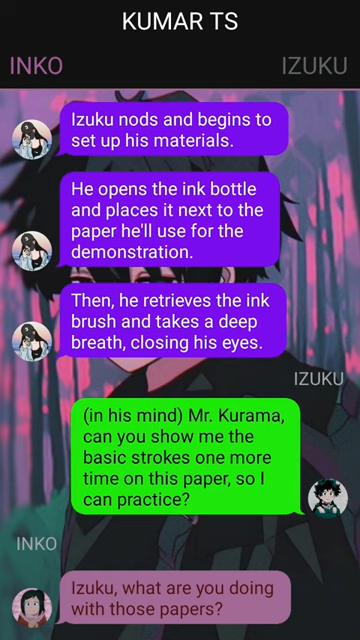 KUMAR TS
INKO
IZUKU
Izuku nods and begins to
set up his materials.
He opens the ink bottle
and places it next to the
paper he'll use for the
demonstration.
Then, he retrieves the ink
brush and takes a deep
breath, closing his eyes.
IZUKU
(in his mind) Mr. Kurama,
can you show me the
basic strokes one more
time on this paper, so I
can practice?
INKO
Izuku, what are you doing
with those papers?